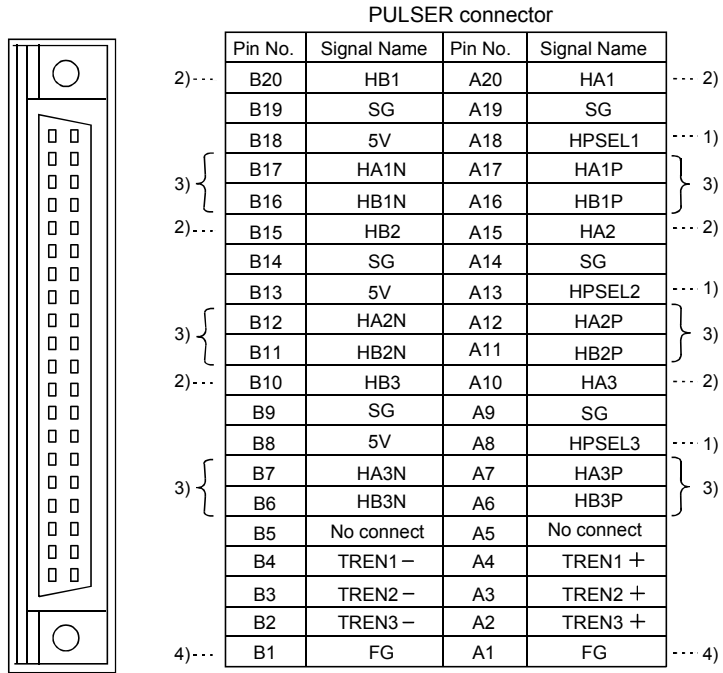 PULSER connector
Pin No. Signal Name Pin No. Signal Name
2) B20 HB1 A20 HA1 2)
B19 SG A19 SG
B18 5V A18 HPSEL1 1)
3) B17 HA1N A17 HA1P 3)
B16 HB1N A16 HB1P
2) B15 HB2 A15 HA2 2)
B14 SG A14 SG
B13 5V A13 HPSEL2 1)
3) B12 HA2N A12 HA2P 3)
B11 HB2N A11 HB2P
2) B10 HB3 A10 HA3 2)
B9 SG A9 SG
B8 5V A8 HPSEL3 1)
3) B7 HA3N A7 HA3P 3)
B6 HB3N A6 HB3P
B5 No connect A5 No connect
B4 TREN1 − A4 TREN1 +
B3 TREN2 − A3 TREN2 +
B2 TREN3 − A2 TREN3 +
4) B1 FG A1 FG 4)